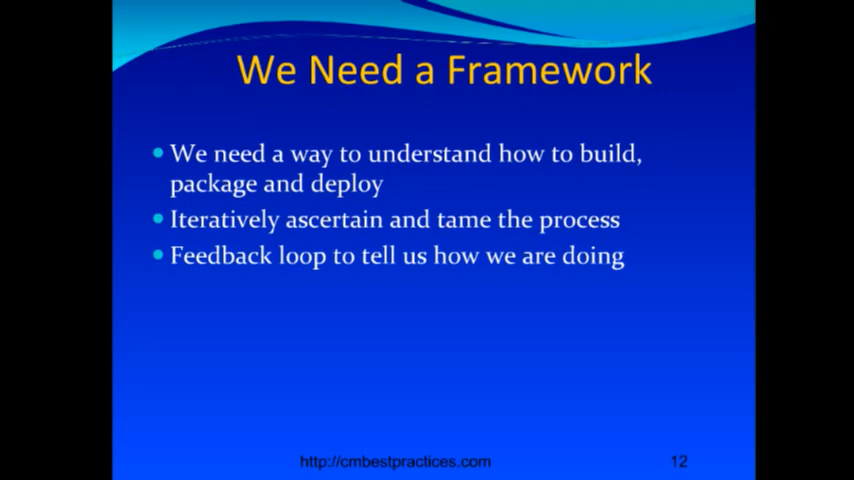 We Need a Framework
We need a way to understand how to build,
package and deploy
Iteratively ascertain and tame the process
Feedback loop to tell us how we are doing
http://cmbestpractices.com
12